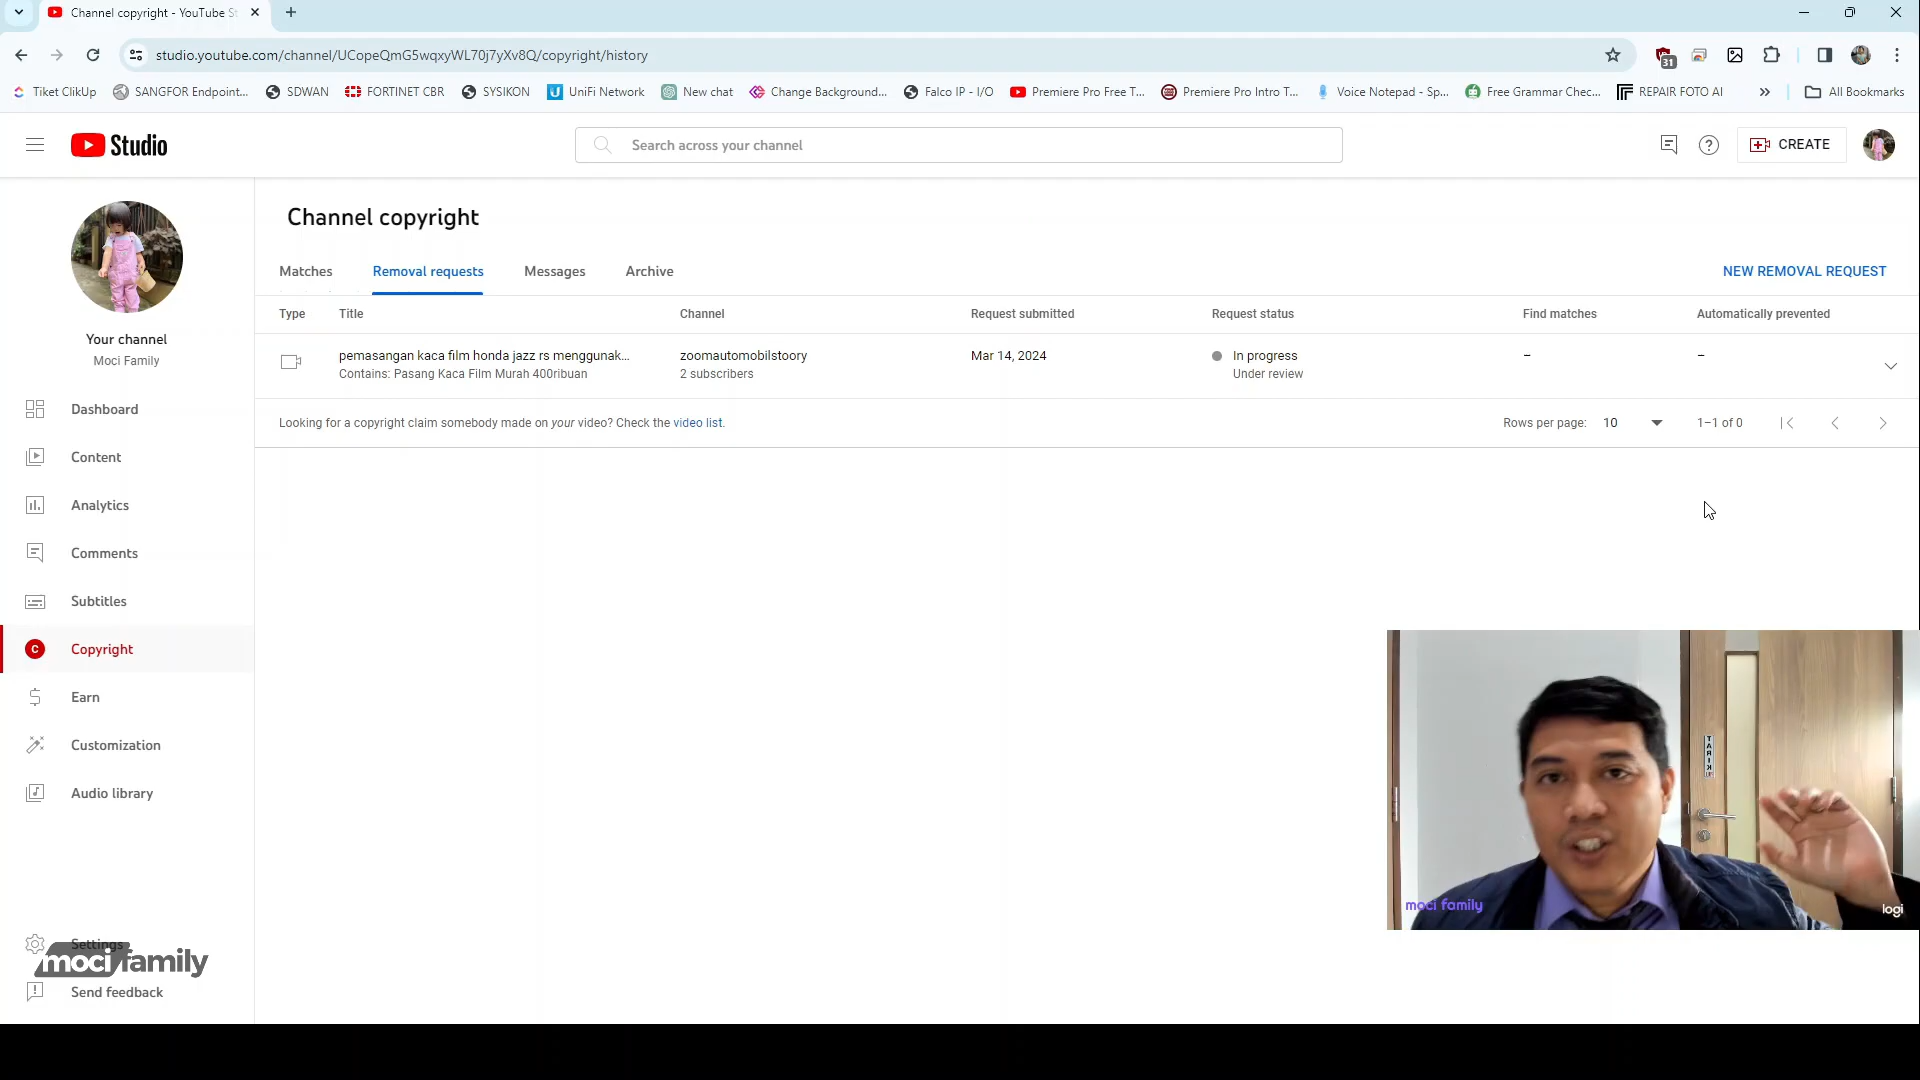 Channel copyright - YouTube St
studio.youtube.com/channel/UCopeQmG5wqxyWL70j7yXv8Q/copyright/history
31
Tiket ClikUp SANGFOR Endpoint... SDWAN FORTINET CBR SYSIKON UniFi Network New chat Change Background... Falco IP - I/O Premiere Pro Free T... Premiere Pro Intro T... Voice Notepad - Sp... Free Grammar Chec... REPAIR FOTO AI » All Bookmarks
Studio
Search across your channel
CREATE
Your channel
Moci Family
Dashboard
Content
Analytics
Comments
Subtitles
Copyright
Earn
Customization
Audio library
Settings
Send feedback
moci family
Channel copyright
Matches Removal requests Messages Archive NEW REMOVAL REQUEST
Type Title Channel Request submitted Request status Find matches Automatically prevented
pemasangan kaca film honda jazz rs menggunak... zoomautomobilstoory Mar 14, 2024 In progress – –
Contains: Pasang Kaca Film Murah 400ribuan 2 subscribers Under review
Looking for a copyright claim somebody made on your video? Check the video list. Rows per page: 10 1–1 of 0
TARIK
moci family
logi